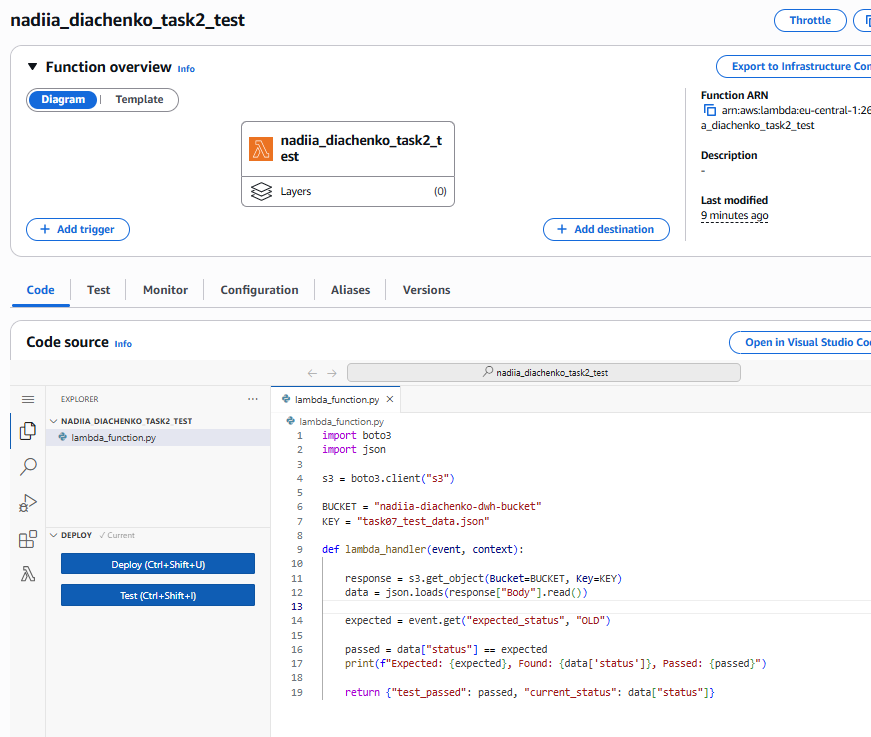 nadiia_diachenko_task2_test
Throttle
Function overview Info
Export to Infrastructure Con
Diagram | Template
Function ARN
arn:aws:lambda:eu-central-1:26
a_diachenko_task2_test
nadiia_diachenko_task2_t
est
Description
-
Layers (0)
Last modified
9 minutes ago
+ Add trigger
+ Add destination
Code
Test
Monitor
Configuration
Aliases
Versions
Code source Info
Open in Visual Studio Co
nadiia_diachenko_task2_test
EXPLORER ...
NADIIA_DIACHENKO_TASK2_TEST
lambda_function.py
DEPLOY ✓ Current
Deploy (Ctrl+Shift+U)
Test (Ctrl+Shift+I)
lambda_function.py ×
lambda_function.py
1 import boto3
2 import json
3
4 s3 = boto3.client("s3")
5
6 BUCKET = "nadiia-diachenko-dwh-bucket"
7 KEY = "task07_test_data.json"
8
9 def lambda_handler(event, context):
10
11     response = s3.get_object(Bucket=BUCKET, Key=KEY)
12     data = json.loads(response["Body"].read())
13
14     expected = event.get("expected_status", "OLD")
15
16     passed = data["status"] == expected
17     print(f"Expected: {expected}, Found: {data['status']}, Passed: {passed}")
18
19     return {"test_passed": passed, "current_status": data["status"]}